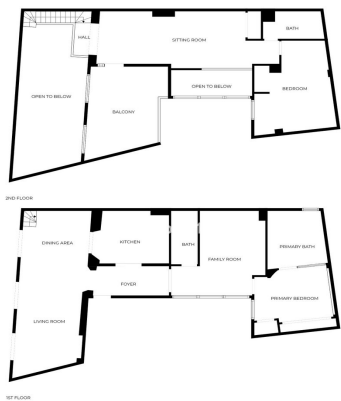 HALL
SITTING ROOM
BATH
OPEN TO BELOW
BEDROOM
OPEN TO BELOW
BALCONY
2ND FLOOR
DINING AREA
KITCHEN
BATH
FAMILY ROOM
PRIMARY BATH
FOYER
PRIMARY BEDROOM
LIVING ROOM
1ST FLOOR